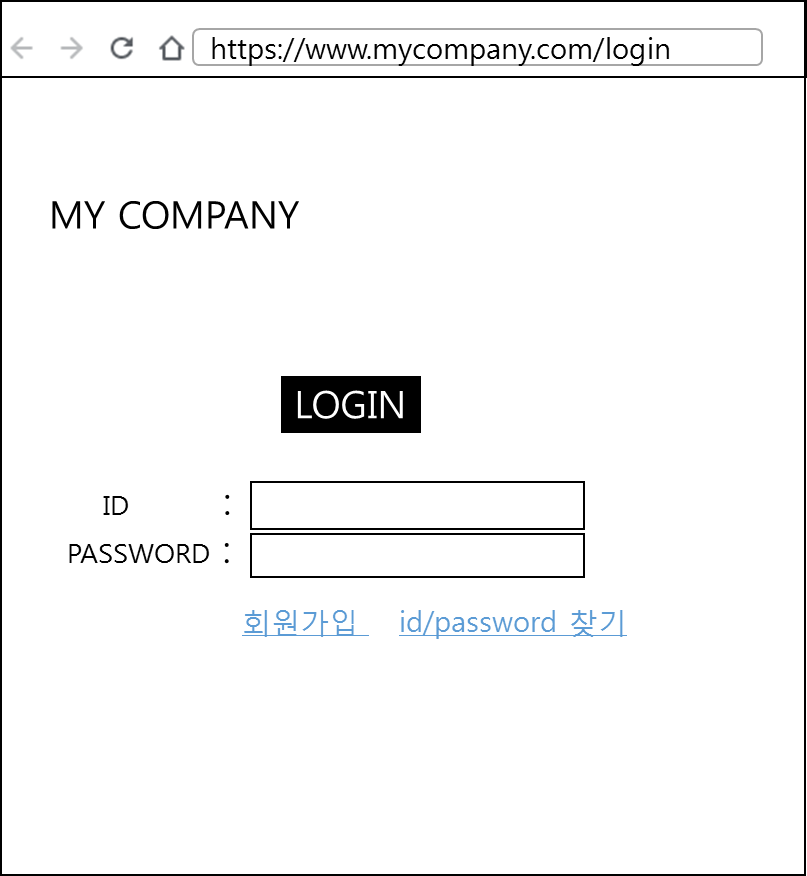 https://www.mycompany.com/login
MY COMPANY
LOGIN
ID :
PASSWORD :
회원가입 id/password 찾기